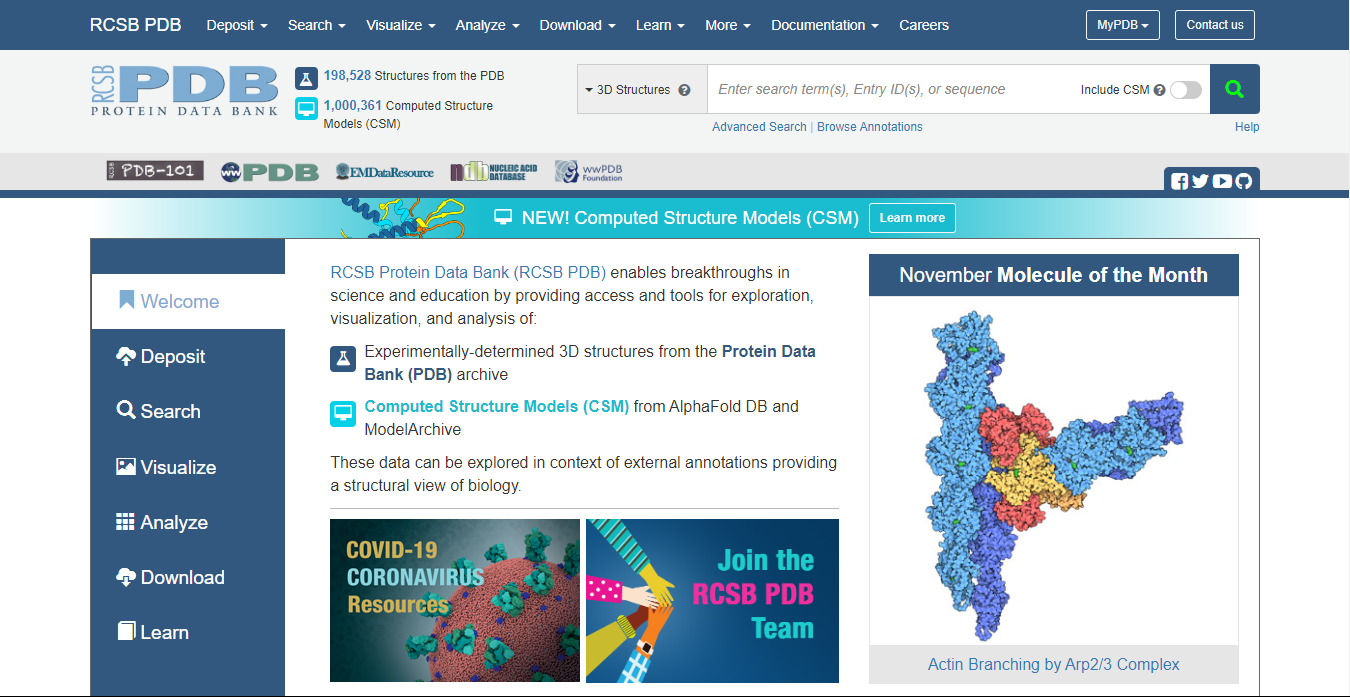 RCSB PDB Deposit Search Visualize Analyze Download Learn More Documentation Careers MyPDB Contact us
RCSB PDB
PROTEIN DATA BANK
198,528 Structures from the PDB
1,000,361 Computed Structure
Models (CSM)
3D Structures ? Enter search term(s), Entry ID(s), or sequence Include CSM ?
Advanced Search | Browse Annotations Help
RCSB PDB-101 wwPDB EMDataResource ndb NUCLEIC ACID DATABASE wwPDB Foundation
NEW! Computed Structure Models (CSM) Learn more
Welcome
Deposit
Search
Visualize
Analyze
Download
Learn
RCSB Protein Data Bank (RCSB PDB) enables breakthroughs in
science and education by providing access and tools for exploration,
visualization, and analysis of:
Experimentally-determined 3D structures from the Protein Data
Bank (PDB) archive
Computed Structure Models (CSM) from AlphaFold DB and
ModelArchive
These data can be explored in context of external annotations providing
a structural view of biology.
COVID-19
CORONAVIRUS
Resources
Join the
RCSB PDB
Team
November Molecule of the Month
Actin Branching by Arp2/3 Complex